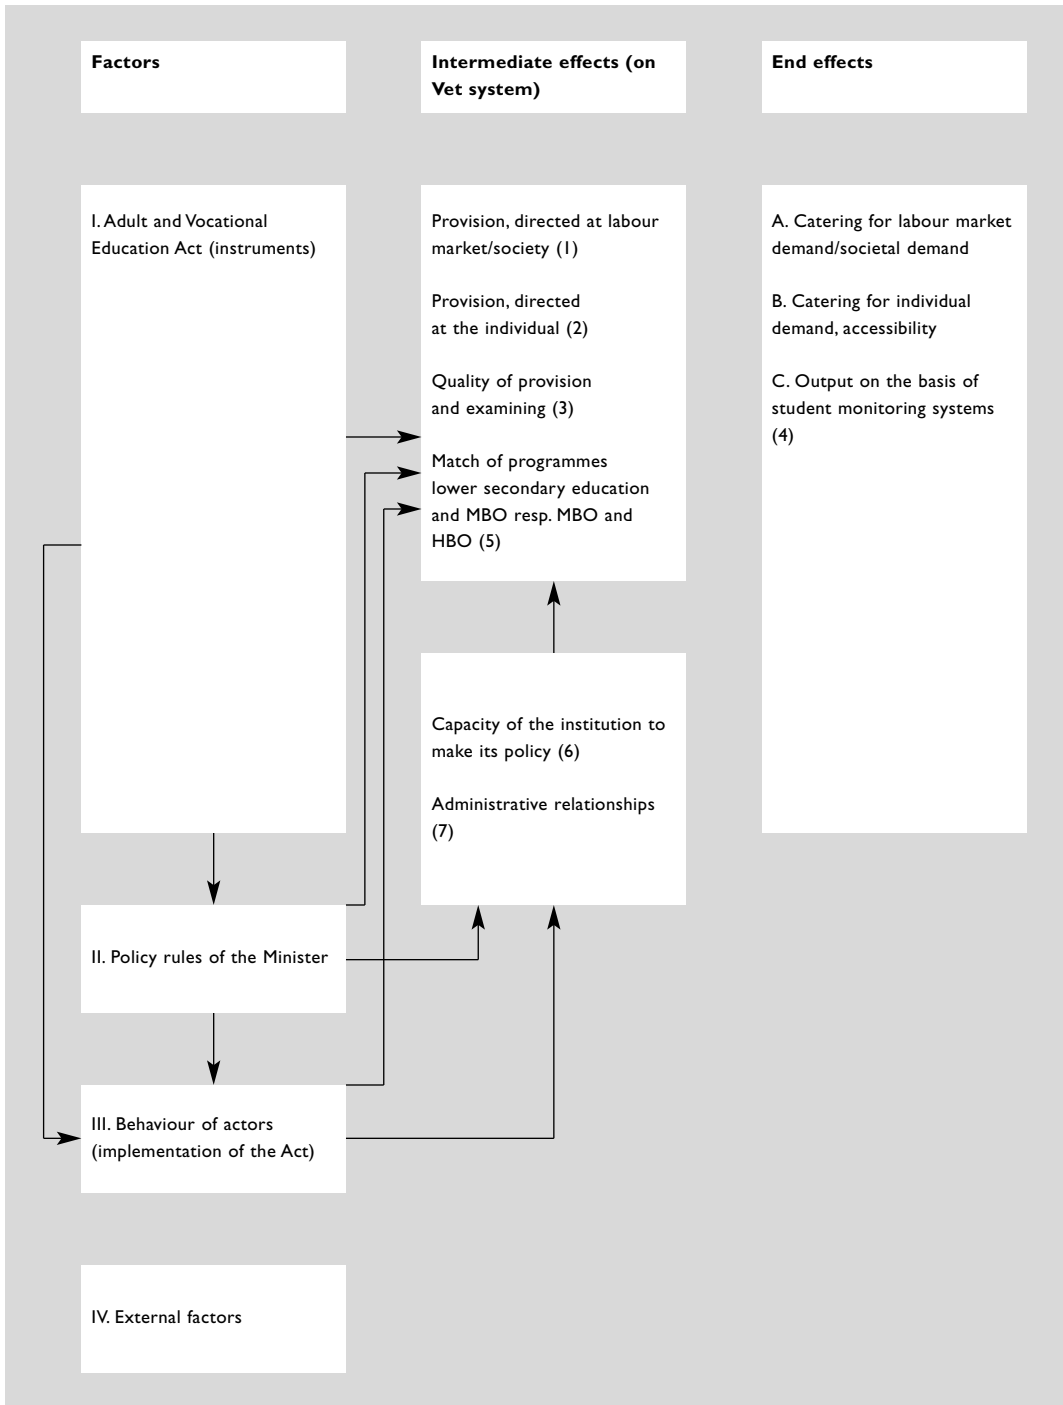 Factors
Intermediate effects (on
Vet system)
End effects
I. Adult and Vocational
Education Act (instruments)
Provision, directed at labour
market/society (1)
Provision, directed
at the individual (2)
Quality of provision
and examining (3)
Match of programmes
lower secondary education
and MBO resp. MBO and
HBO (5)
A. Catering for labour market
demand/societal demand
B. Catering for individual
demand, accessibility
C. Output on the basis of
student monitoring systems
(4)
Capacity of the institution to
make its policy (6)
Administrative relationships
(7)
II. Policy rules of the Minister
III. Behaviour of actors
(implementation of the Act)
IV. External factors